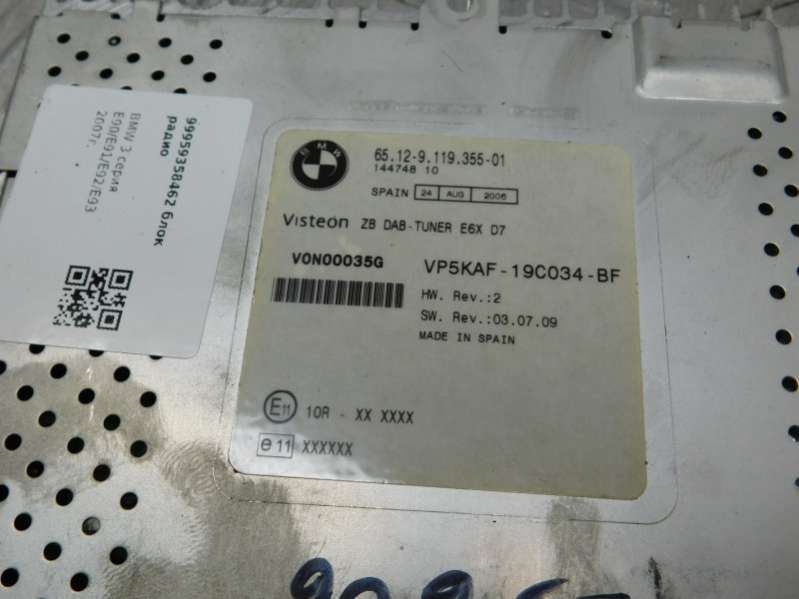 99959358462 блок
радио
BMW 3 серия
E90/E91/E92/E93
2007г.
BMW
65.12-9.119.355-01
144748 10
SPAIN 24 AUG 2006
Visteon ZB DAB-TUNER E6X D7
V0N00035G
VP5KAF-19C034-BF
HW. Rev.:2
SW. Rev.:03.07.09
MADE IN SPAIN
E11 10R - XX XXXX
e11 XXXXXX